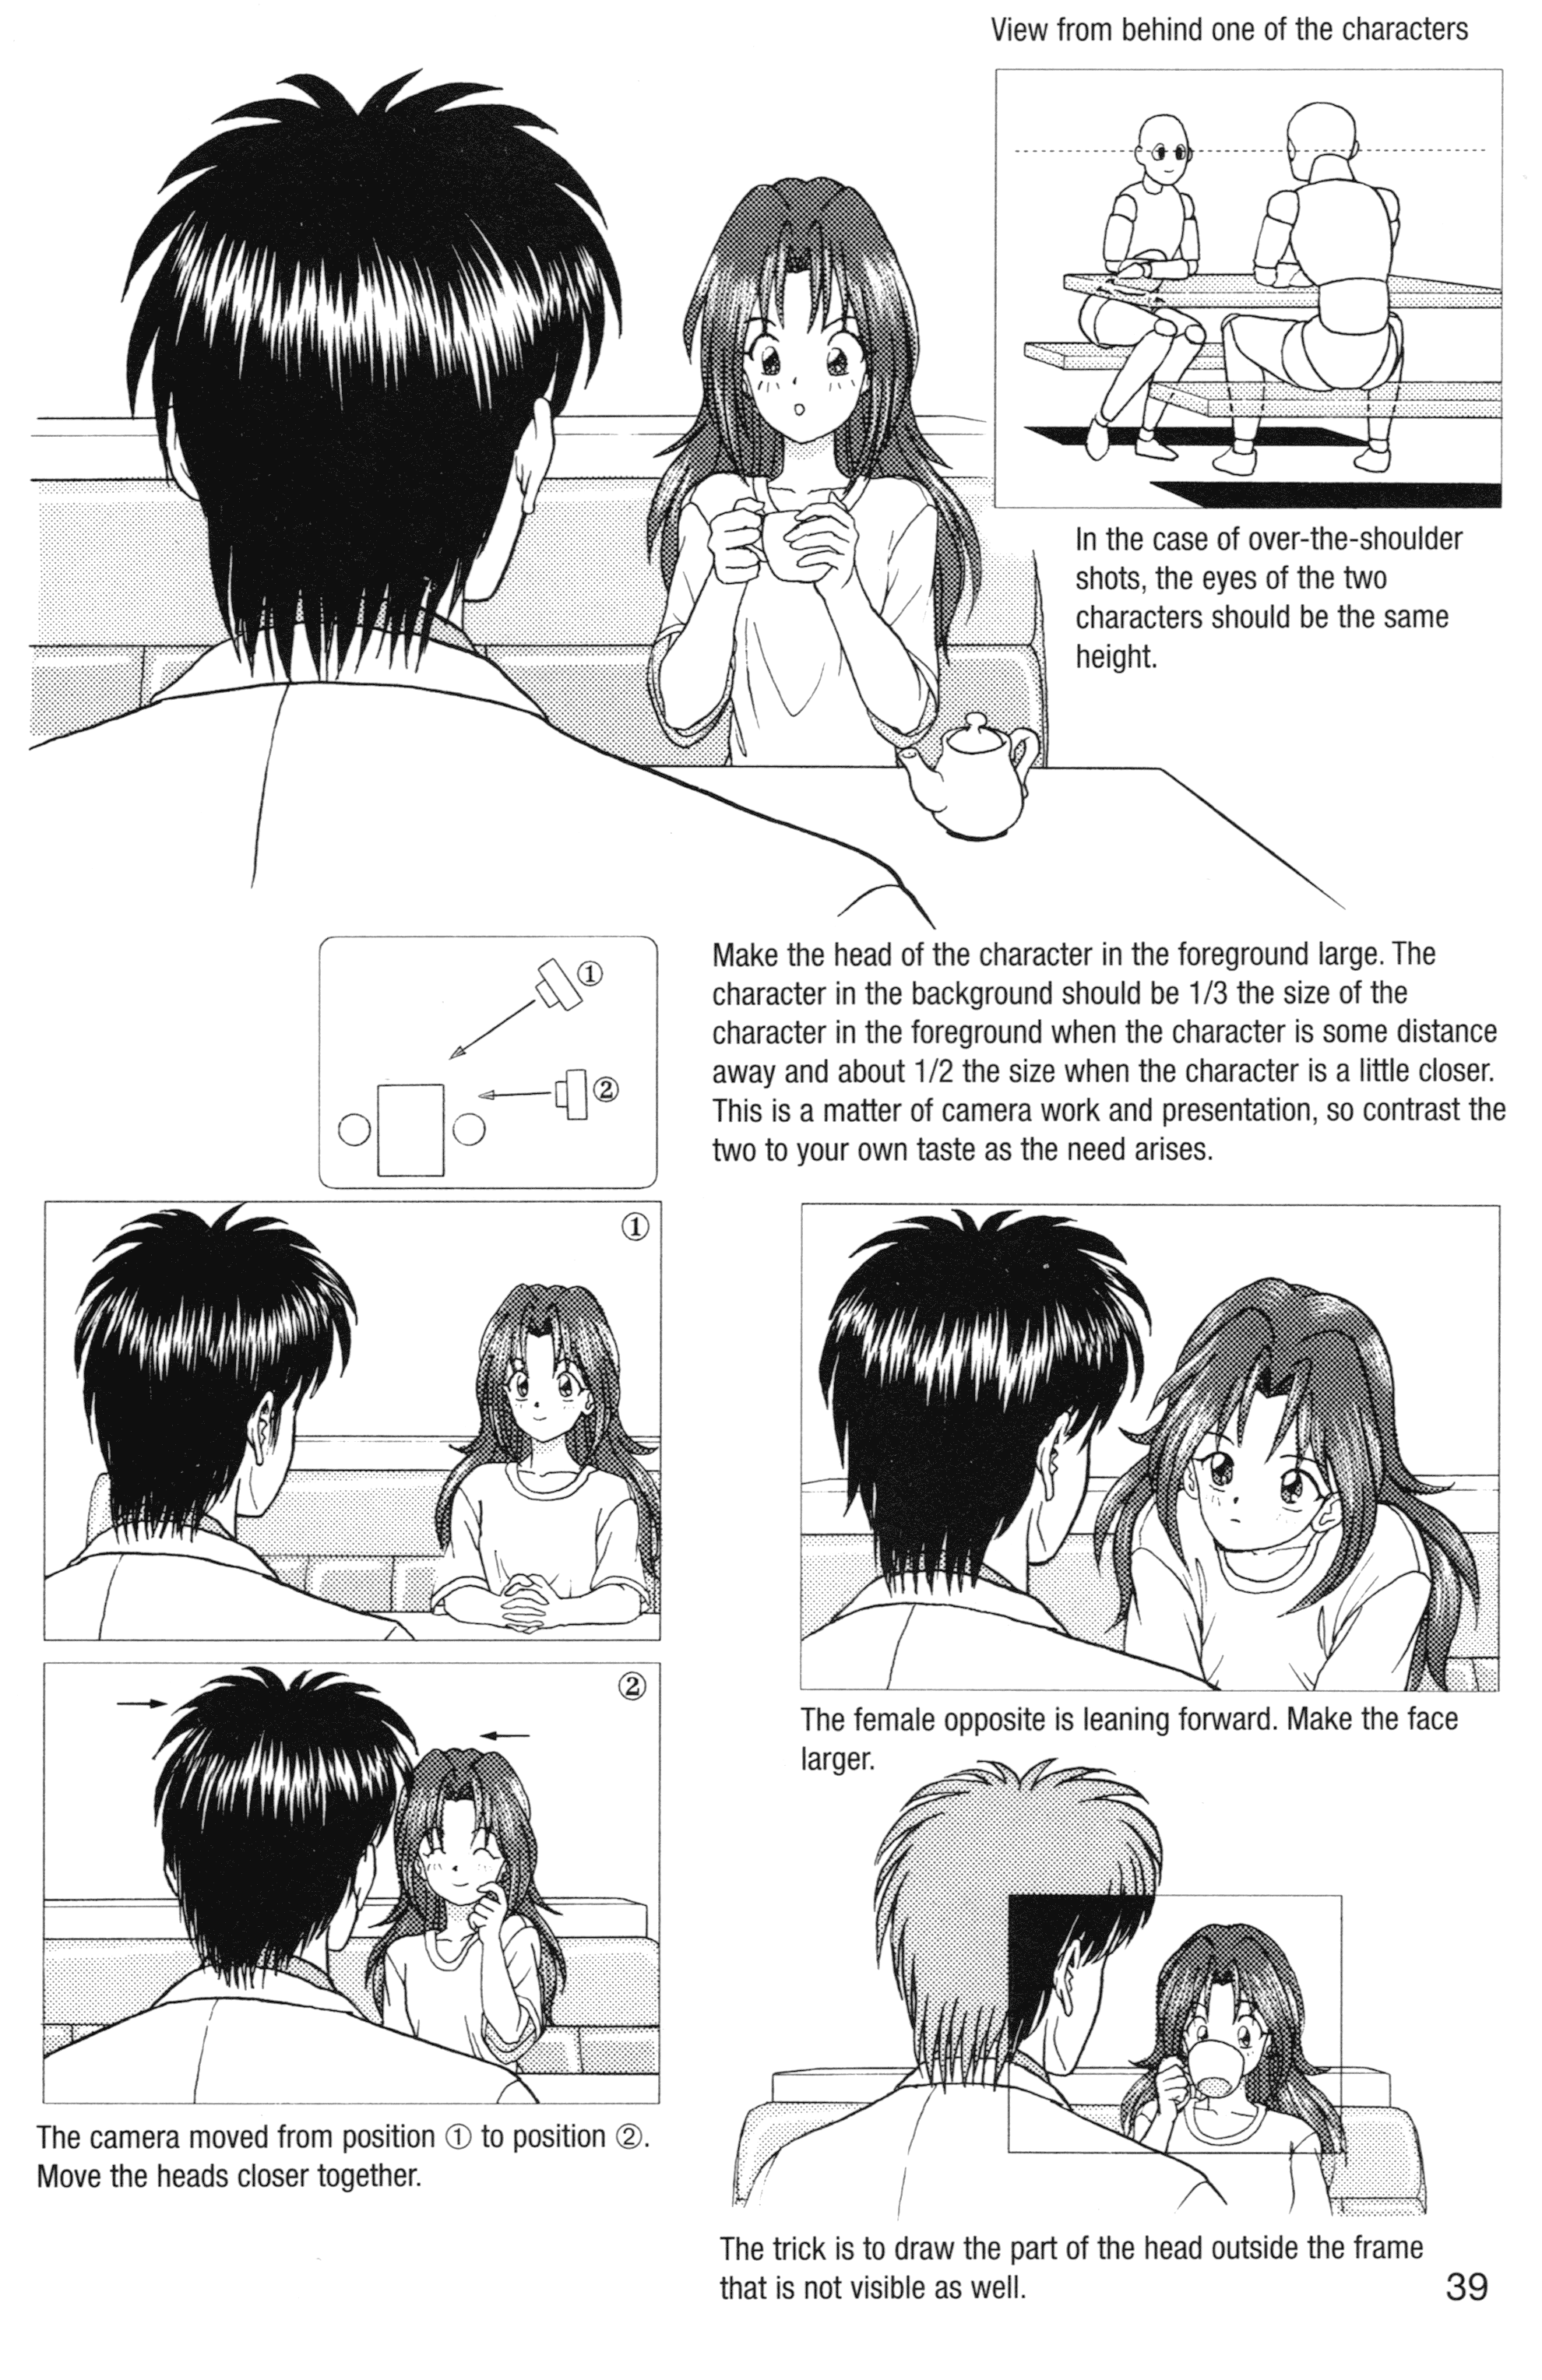 View from behind one of the characters
In the case of over-the-shoulder
shots, the eyes of the two
characters should be the same
height.
①
②
Make the head of the character in the foreground large. The
character in the background should be 1/3 the size of the
character in the foreground when the character is some distance
away and about 1/2 the size when the character is a little closer.
This is a matter of camera work and presentation, so contrast the
two to your own taste as the need arises.
①
②
The camera moved from position ① to position ②.
Move the heads closer together.
The female opposite is leaning forward. Make the face
larger.
The trick is to draw the part of the head outside the frame
that is not visible as well.
39